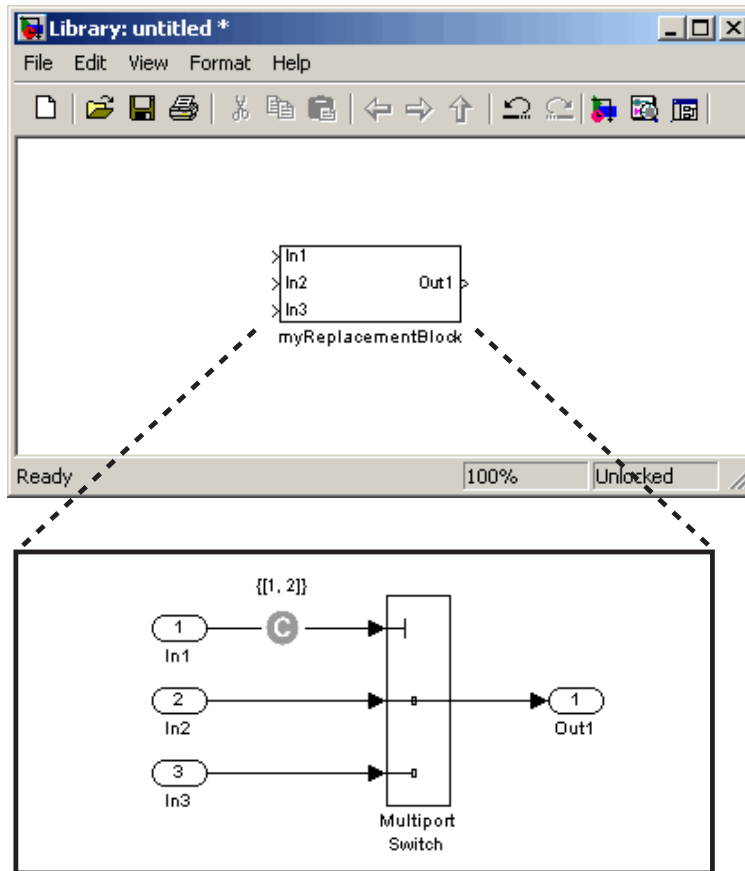 Library: untitled *
File Edit View Format Help
In1
In2 Out1
In3
myReplacementBlock
Ready 100% Unlocked
{[1, 2]}
1 C
In1
2 1
In2 Out1
3
In3
Multiport
Switch